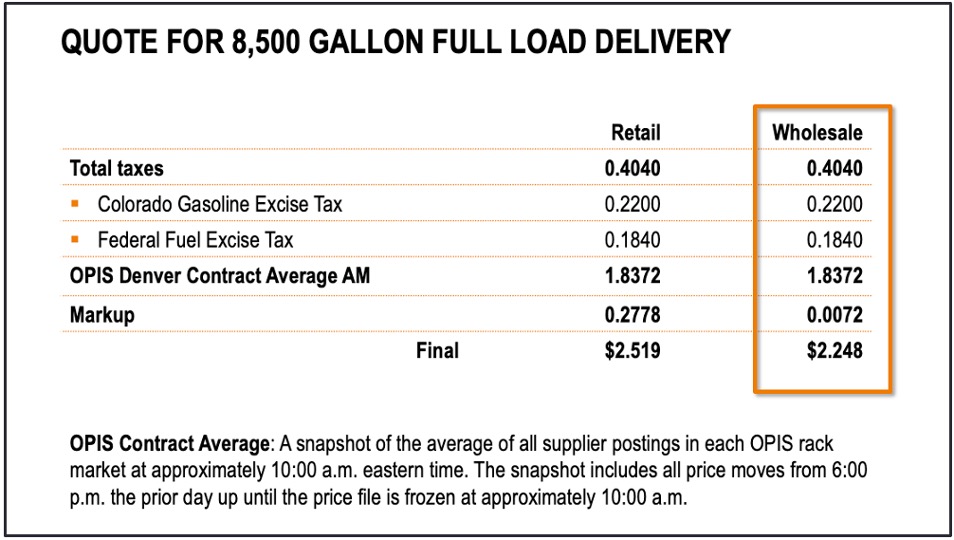 QUOTE FOR 8,500 GALLON FULL LOAD DELIVERY
Retail Wholesale
Total taxes 0.4040 0.4040
▪ Colorado Gasoline Excise Tax 0.2200 0.2200
▪ Federal Fuel Excise Tax 0.1840 0.1840
OPIS Denver Contract Average AM 1.8372 1.8372
Markup 0.2778 0.0072
Final $2.519 $2.248
OPIS Contract Average: A snapshot of the average of all supplier postings in each OPIS rack
market at approximately 10:00 a.m. eastern time. The snapshot includes all price moves from 6:00
p.m. the prior day up until the price file is frozen at approximately 10:00 a.m.